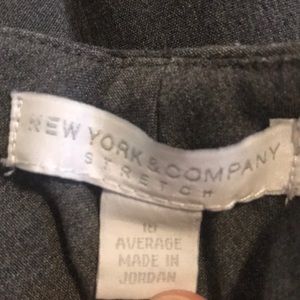 NEW YORK & COMPANY
STRETCH
AVERAGE
MADE IN
JORDAN